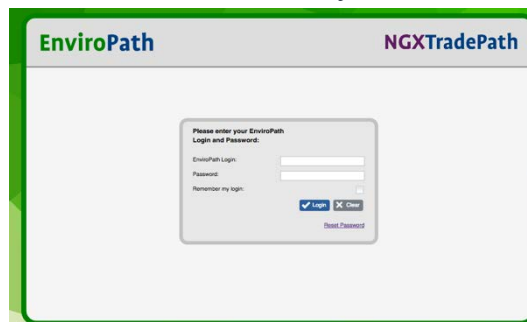 EnviroPath
NGXTradePath
Please enter your EnviroPath
Login and Password:
EnviroPath Login:
Password:
Remember my login:
Login
Clear
Reset Password